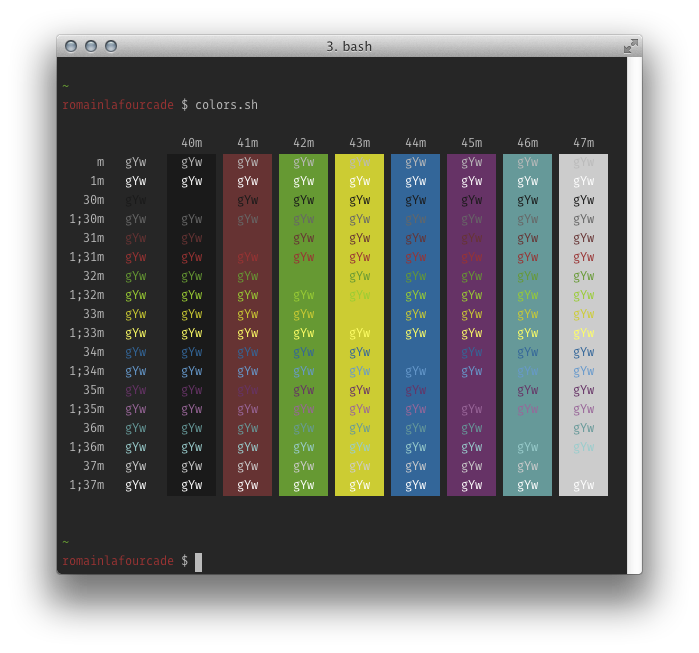 3. bash
~
romainlafourcade $ colors.sh
40m 41m 42m 43m 44m 45m 46m 47m
m gYw gYw gYw gYw gYw gYw gYw gYw gYw
1m gYw gYw gYw gYw gYw gYw gYw gYw gYw
30m gYw gYw gYw gYw gYw gYw gYw gYw
1;30m gYw gYw gYw gYw gYw gYw gYw gYw gYw
31m gYw gYw gYw gYw gYw gYw gYw gYw
1;31m gYw gYw gYw gYw gYw gYw gYw gYw gYw
32m gYw gYw gYw gYw gYw gYw gYw gYw
1;32m gYw gYw gYw gYw gYw gYw gYw gYw gYw
33m gYw gYw gYw gYw gYw gYw gYw gYw
1;33m gYw gYw gYw gYw gYw gYw gYw gYw gYw
34m gYw gYw gYw gYw gYw gYw gYw gYw
1;34m gYw gYw gYw gYw gYw gYw gYw gYw gYw
35m gYw gYw gYw gYw gYw gYw gYw gYw
1;35m gYw gYw gYw gYw gYw gYw gYw gYw gYw
36m gYw gYw gYw gYw gYw gYw gYw gYw
1;36m gYw gYw gYw gYw gYw gYw gYw gYw gYw
37m gYw gYw gYw gYw gYw gYw gYw gYw
1;37m gYw gYw gYw gYw gYw gYw gYw gYw gYw
~
romainlafourcade $